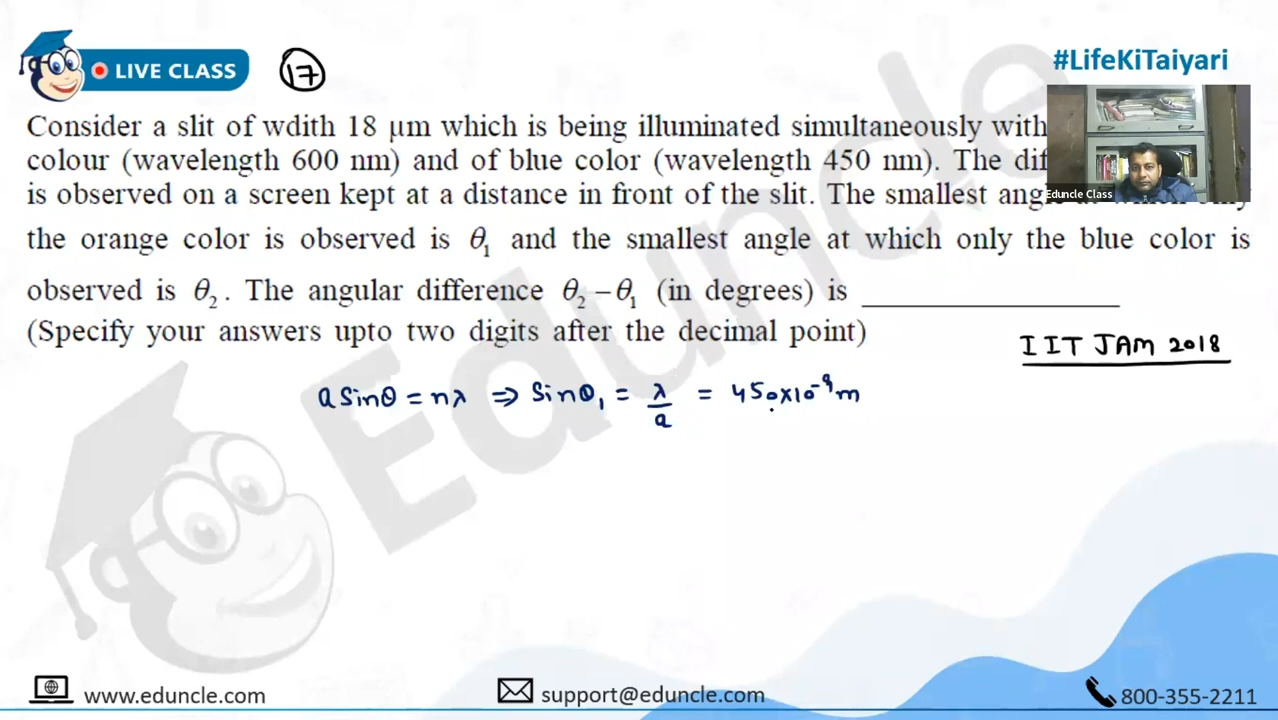 LIVE CLASS
17
#LifeKiTaiyari
Consider a slit of wdith 18 μm which is being illuminated simultaneously with
colour (wavelength 600 nm) and of blue color (wavelength 450 nm). The
is observed on a screen kept at a distance in front of the slit. The smallest
Eduncle Class
the orange color is observed is θ₁ and the smallest angle at which only the blue color is
observed is θ₂. The angular difference θ₂ – θ₁ (in degrees) is ____________
(Specify your answers upto two digits after the decimal point)
IIT JAM 2018
a sinθ = nλ ⇒ sinθ₁ = λ/a = 450×10⁻⁹m
Eduncle
www.eduncle.com
support@eduncle.com
800-355-2211